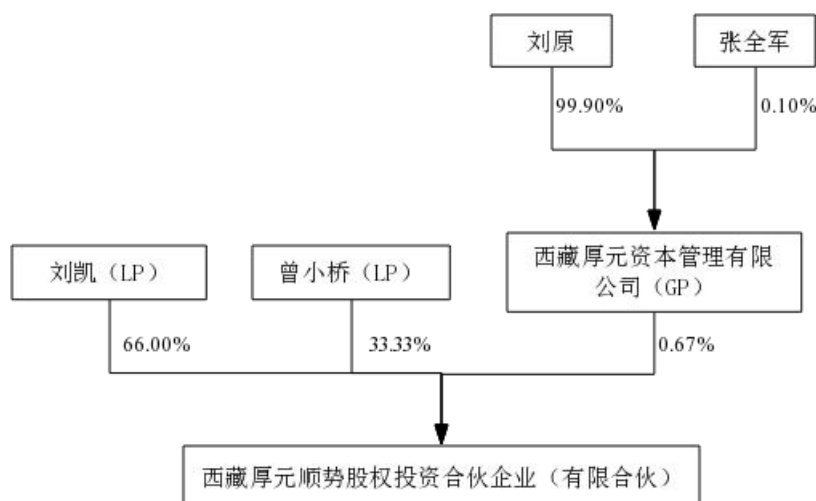 刘原
张全军
99.90%
0.10%
刘凯（LP）
曾小桥（LP）
西藏厚元资本管理有限
公司（GP）
66.00%
33.33%
0.67%
西藏厚元顺势股权投资合伙企业（有限合伙）